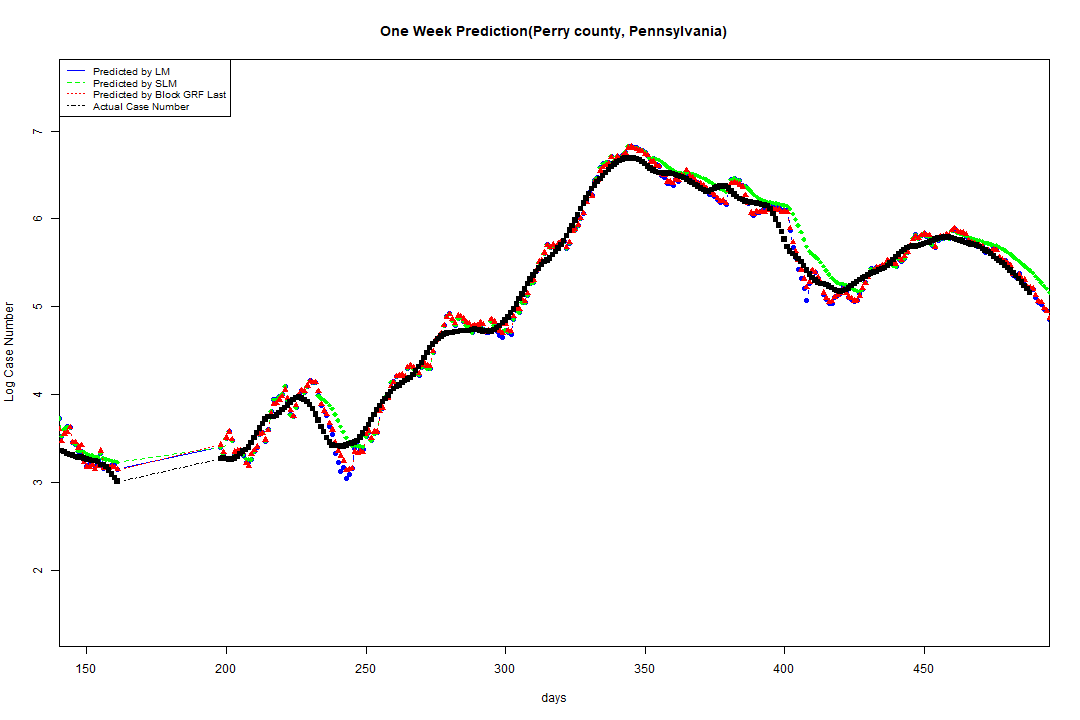 One Week Prediction(Perry county, Pennsylvania)
Predicted by LM
Predicted by SLM
Predicted by Block GRF Last
Actual Case Number
7
6
5
4
3
2
Log Case Number
150 200 250 300 350 400 450
days